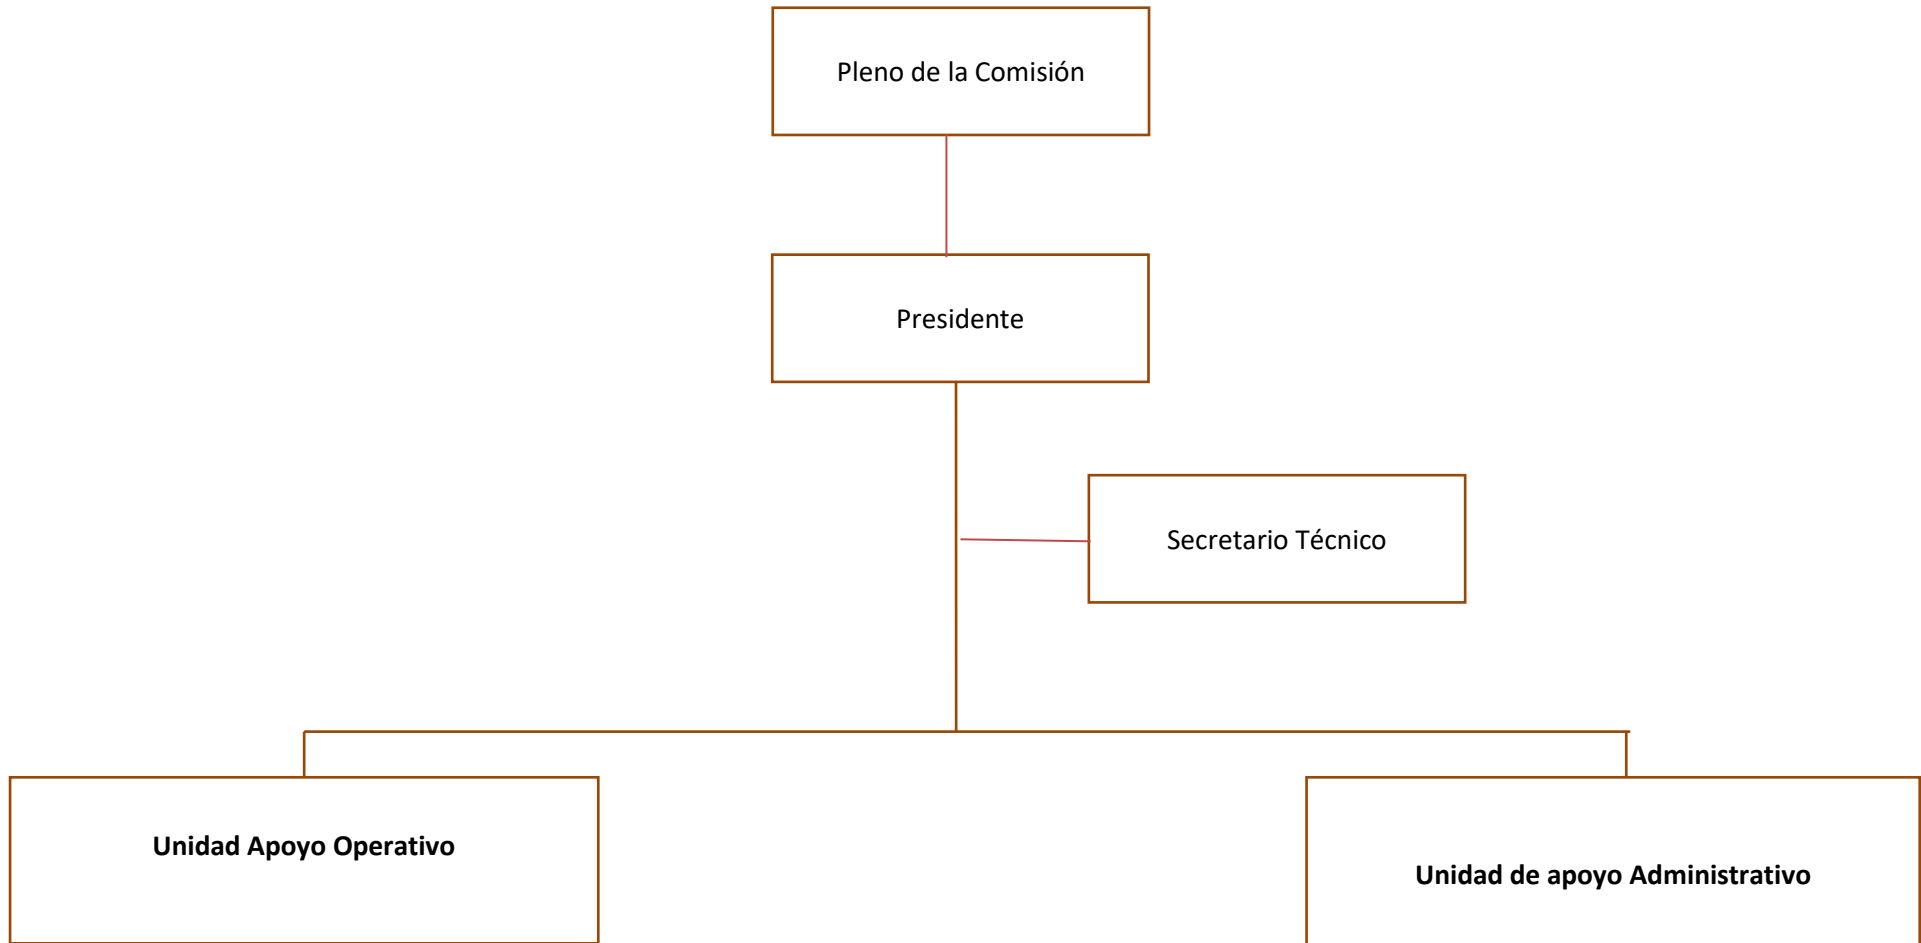 Pleno de la Comisión
Presidente
Secretario Técnico
Unidad Apoyo Operativo
Unidad de apoyo Administrativo